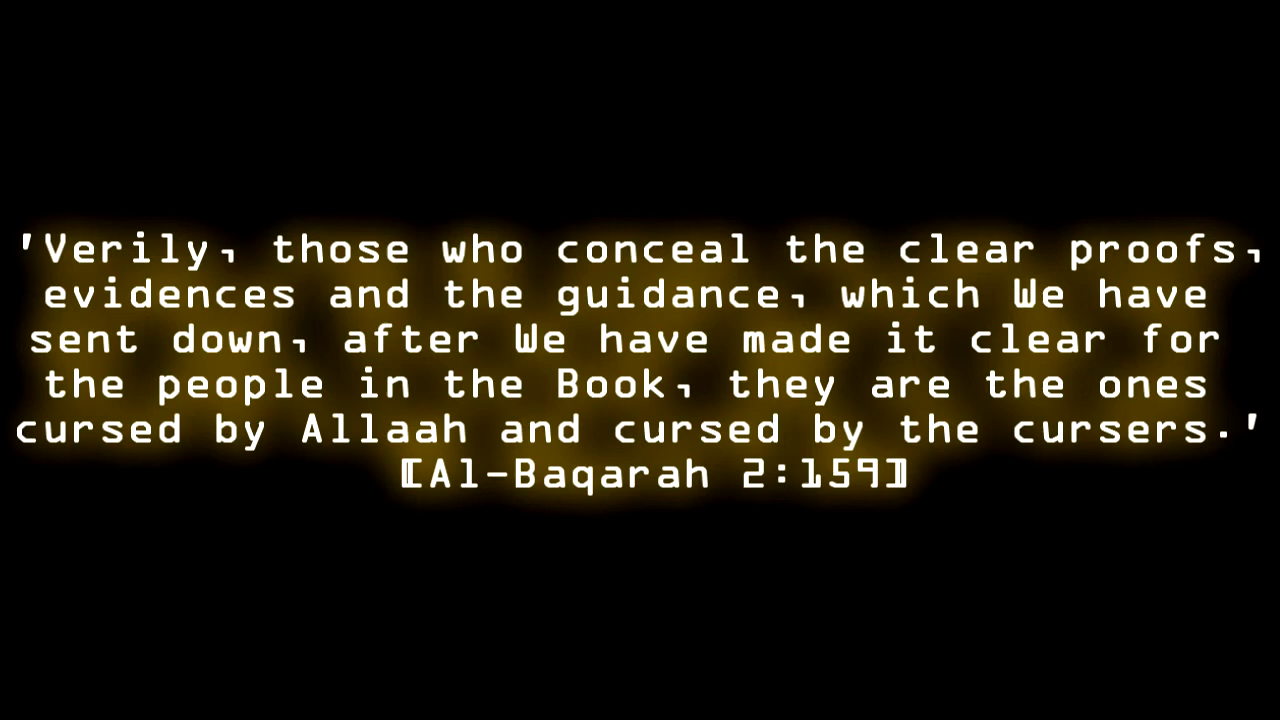 'Verily, those who conceal the clear proofs,
evidences and the guidance, which We have
sent down, after We have made it clear for
the people in the Book, they are the ones
cursed by Allaah and cursed by the cursers.'
[Al-Baqarah 2:159]